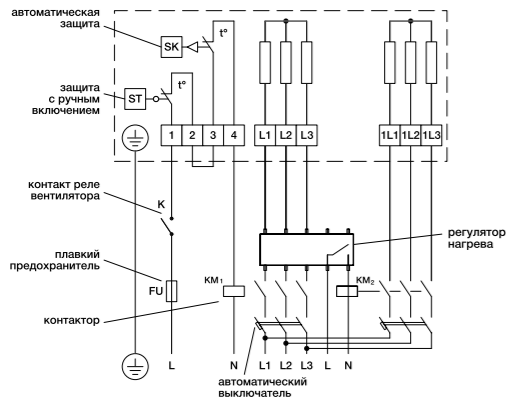 автоматическая
защита
SK
t°
защита
с ручным
включением
ST
t°
1 2 3 4 L1 L2 L3 1L1 1L2 1L3
контакт реле
вентилятора
K
регулятор
нагрева
плавкий
предохранитель
FU
KM1
KM2
контактор
L N L1 L2 L3 L N
автоматический
выключатель